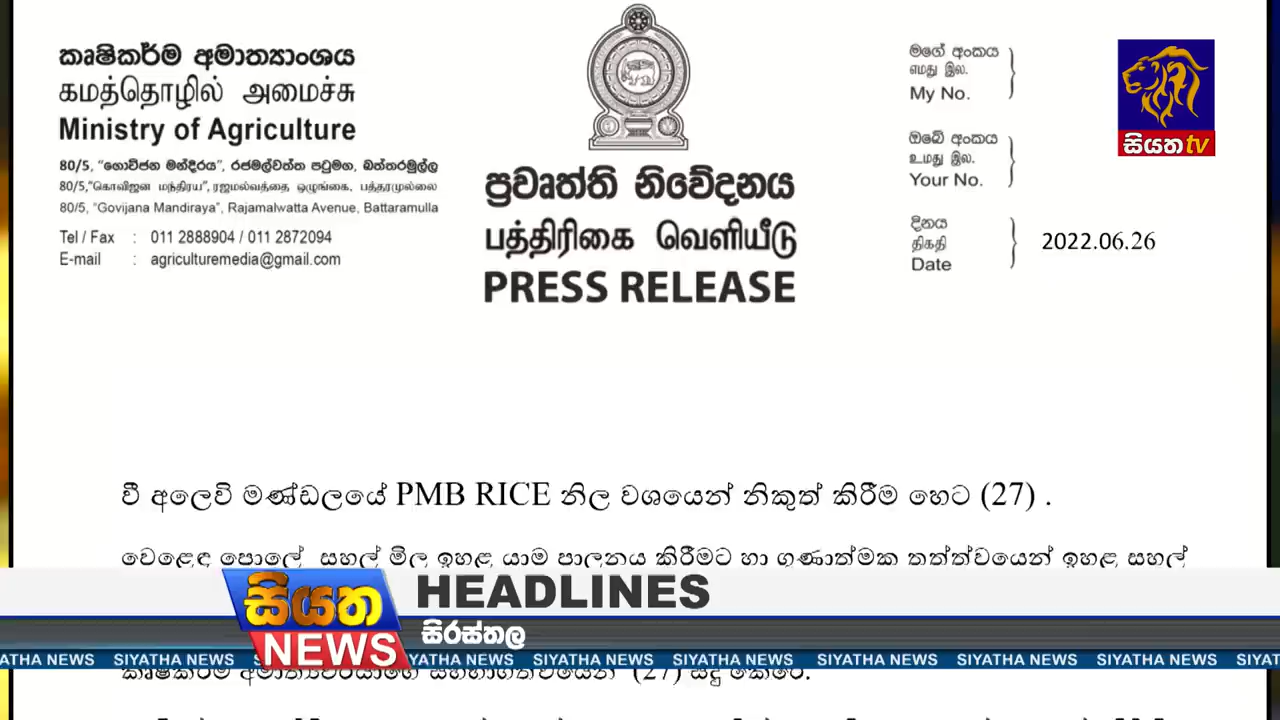 කෘෂිකර්ම අමාත්‍යාංශය
கமத்தொழில் அமைச்சு
Ministry of Agriculture
80/5, “ගොවිජන මන්දිරය”, රජමල්වත්ත පටුමග, බත්තරමුල්ල
80/5,“கொவிஜன மந்திரய”, ரஜமல்வத்தை ஒழுங்கை, பத்தரமுல்லை
80/5, “Govijana Mandiraya”, Rajamalwatta Avenue, Battaramulla
Tel / Fax : 011 2888904 / 011 2872094
E-mail : agriculturemedia@gmail.com
ප්‍රවෘත්ති නිවේදනය
பத்திரிகை வெளியீடு
PRESS RELEASE
මගේ අංකය
எமது இல.
My No.
ඔබේ අංකය
உமது இல.
Your No.
දිනය
திகதி
Date
2022.06.26
සියත tv
වී අලෙවි මණ්ඩලයේ PMB RICE නිල වශයෙන් නිකුත් කිරීම හෙට (27) .
වෙළෙඳ පොලේ සහල් මිල ඉහළ යාම පාලනය කිරීමට හා ගුණාත්මක තත්ත්වයෙන් ඉහළ සහල්
සියත
NEWS
HEADLINES
සිරස්තල
SIYATHA NEWS SIYATHA NEWS SIYATHA NEWS SIYATHA NEWS SIYATHA NEWS SIYATHA NEWS SIYATHA NEWS
(27) සිදු කෙරේ.